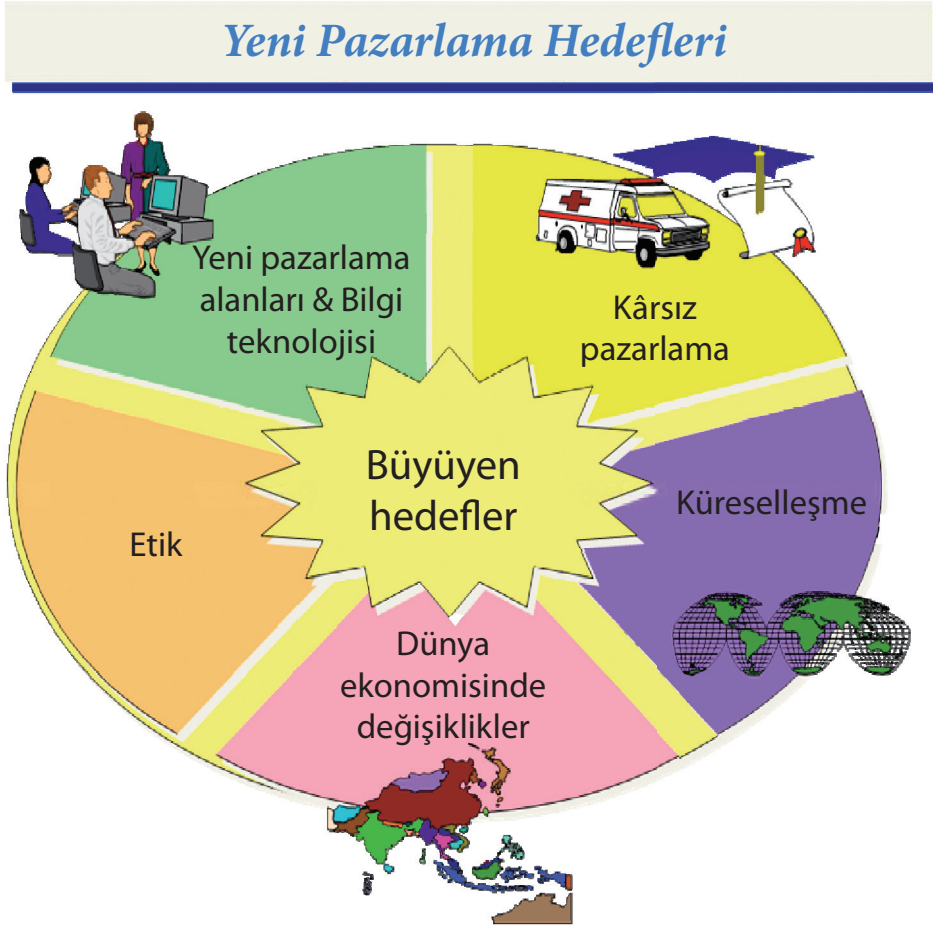 Yeni Pazarlama Hedefleri
Yeni pazarlama
alanları & Bilgi
teknolojisi
Kârsız
pazarlama
Büyüyen
hedefler
Küreselleşme
Etik
Dünya
ekonomisinde
değişiklikler